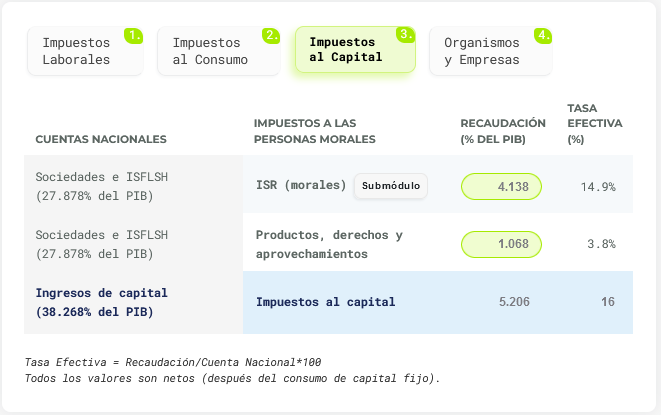 Impuestos
Laborales
1.
Impuestos
al Consumo
2.
Impuestos
al Capital
3.
Organismos
y Empresas
4.
CUENTAS NACIONALES
IMPUESTOS A LAS
PERSONAS MORALES
RECAUDACIÓN
(% DEL PIB)
TASA
EFECTIVA
(%)
Sociedades e ISFLSH
(27.878% del PIB)
ISR (morales) Submódulo
4.138
14.9%
Sociedades e ISFLSH
(27.878% del PIB)
Productos, derechos y
aprovechamientos
1.068
3.8%
Ingresos de capital
(38.268% del PIB)
Impuestos al capital
5.206
16
Tasa Efectiva = Recaudación/Cuenta Nacional*100
Todos los valores son netos (después del consumo de capital fijo).